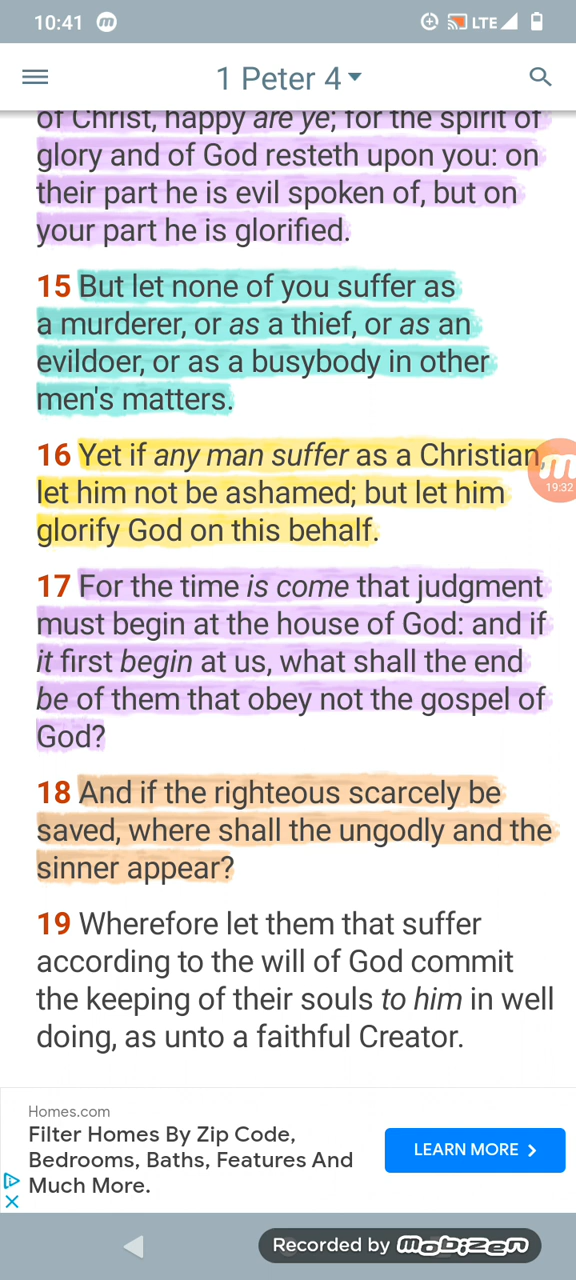 10:41 m LTE
1 Peter 4
of Christ, happy are ye; for the spirit of
glory and of God resteth upon you: on
their part he is evil spoken of, but on
your part he is glorified.
15 But let none of you suffer as
a murderer, or as a thief, or as an
evildoer, or as a busybody in other
men's matters.
16 Yet if any man suffer as a Christian,
let him not be ashamed; but let him
glorify God on this behalf.
m
19:32
17 For the time is come that judgment
must begin at the house of God: and if
it first begin at us, what shall the end
be of them that obey not the gospel of
God?
18 And if the righteous scarcely be
saved, where shall the ungodly and the
sinner appear?
19 Wherefore let them that suffer
according to the will of God commit
the keeping of their souls to him in well
doing, as unto a faithful Creator.
Homes.com
Filter Homes By Zip Code,
Bedrooms, Baths, Features And
Much More.
LEARN MORE
Recorded by mobizen